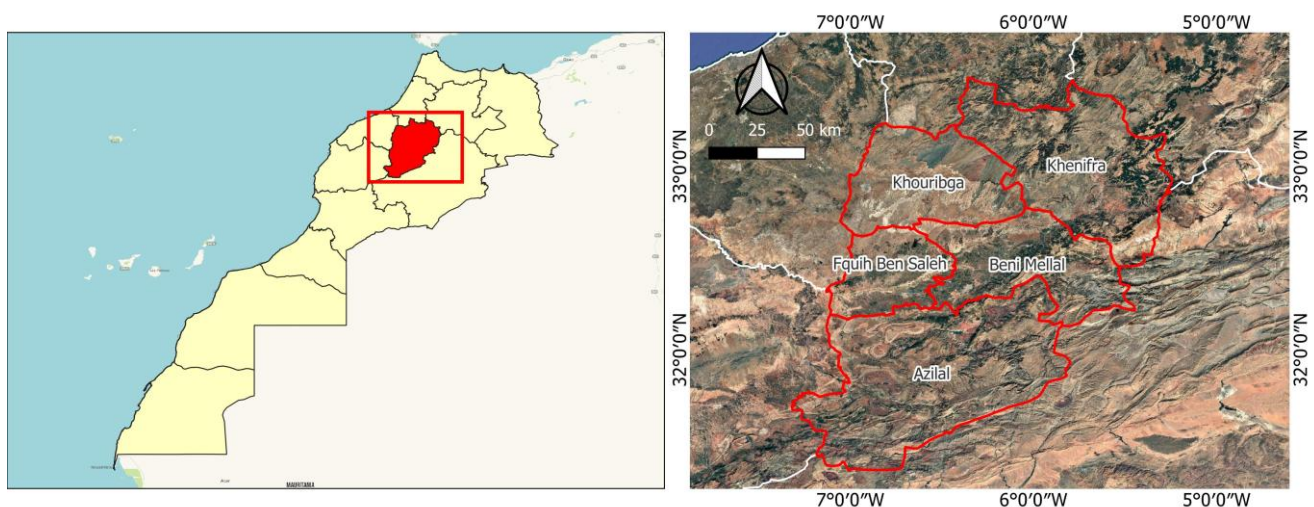 MAURITANIA
7°0′0″W 6°0′0″W 5°0′0″W
0 25 50 km
33°0′0″N
32°0′0″N
Khenifra
Khouribga
Fquih Ben Saleh
Beni Mellal
Azilal
33°0′0″N
32°0′0″N
7°0′0″W 6°0′0″W 5°0′0″W